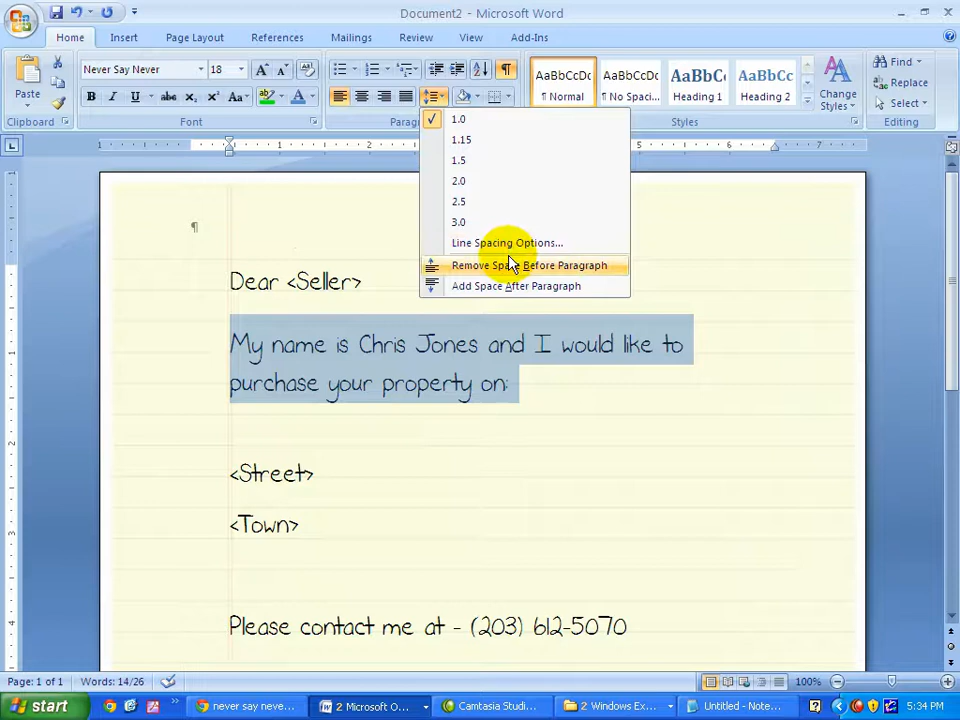 Document2 - Microsoft Word
Home Insert Page Layout References Mailings Review View Add-Ins
Paste
Clipboard
Never Say Never 18
B I U abc x₂ x² Aa
Font
Parag
AaBbCcDc AaBbCcDc AaBbC AaBbCc
¶ Normal ¶ No Spaci... Heading 1 Heading 2
Change Styles
Styles
Find
Replace
Select
Editing
1.0
1.15
1.5
2.0
2.5
3.0
Line Spacing Options...
Remove Space Before Paragraph
Add Space After Paragraph
¶
Dear <Seller>
My name is Chris Jones and I would like to
purchase your property on:
<Street>
<Town>
Please contact me at - (203) 612-5070
Page: 1 of 1 Words: 14/26 100%
start never say neve... 2 Microsoft O... Camtasia Studi... 2 Windows Ex... Untitled - Note... 5:34 PM